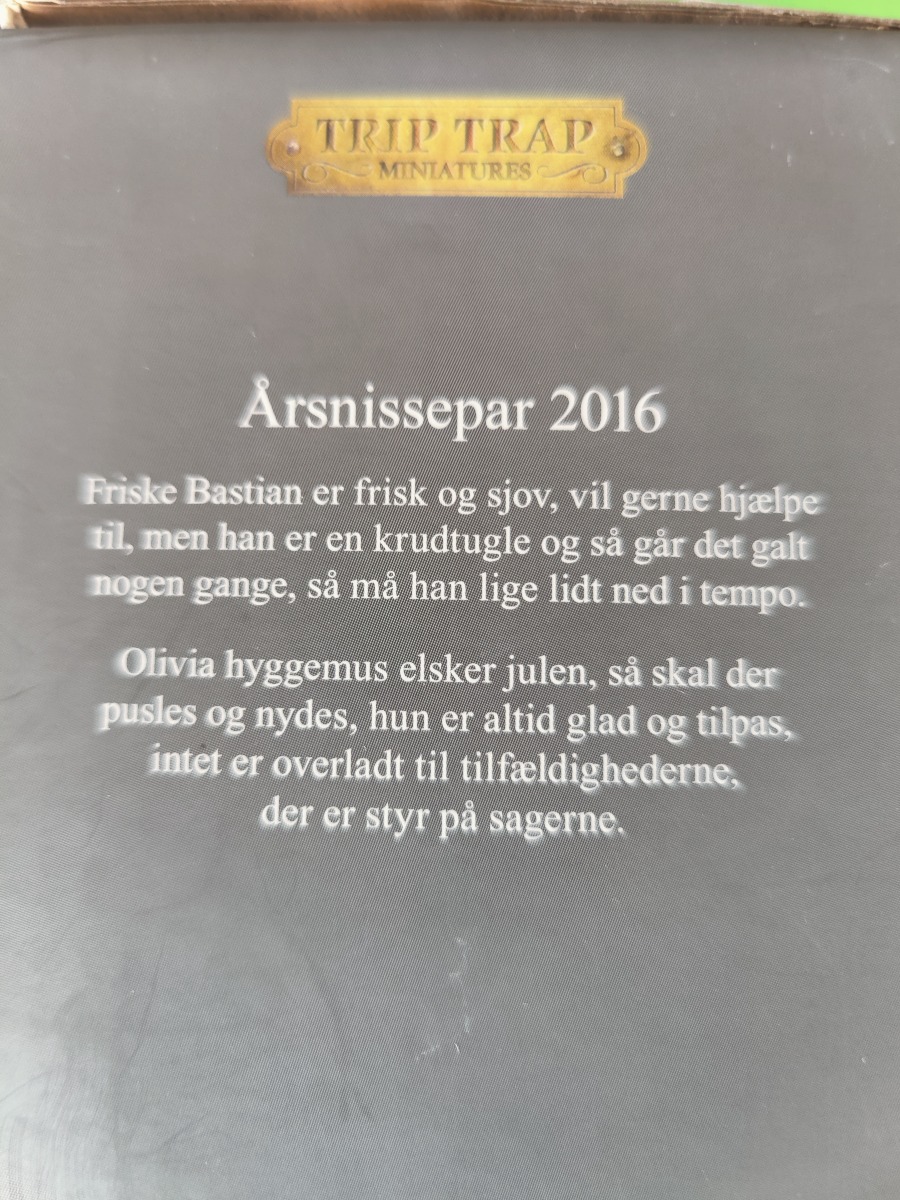 TRIP TRAP
MINIATURES
Årsnissepar 2016
Friske Bastian er frisk og sjov, vil gerne hjælpe
til, men han er en krudtugle og så går det galt
nogen gange, så må han lige lidt ned i tempo.
Olivia hyggemus elsker julen, så skal der
pusles og nydes, hun er altid glad og tilpas,
intet er overladt til tilfældighederne,
der er styr på sagerne.